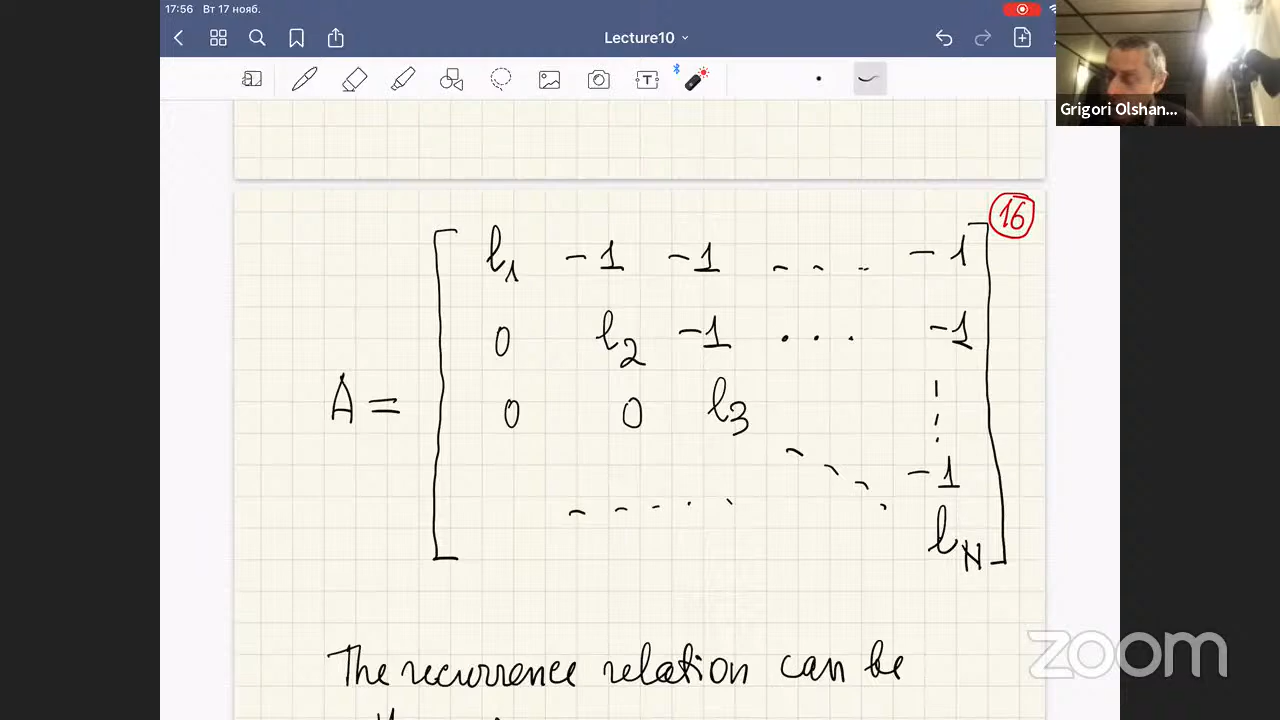 17:56 Вт 17 нояб.
Lecture10
Grigori Olshan...
16
l₁ -1 -1 - - - -1
0 l₂ -1 . . . -1
A = 0 0 l₃
-1
l_N
The recurrence relation can be
zoom